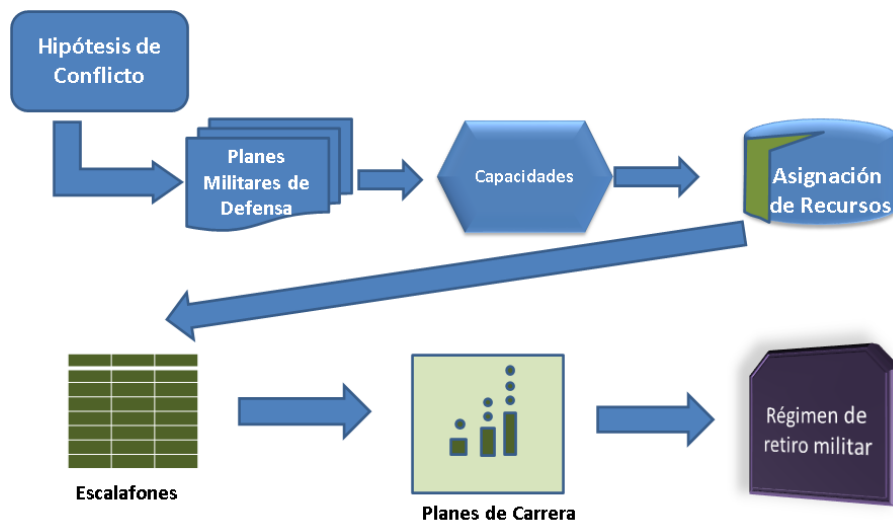 Hipótesis de
Conflicto
Planes
Militares de
Defensa
Capacidades
Asignación
de Recursos
Escalafones
Planes de Carrera
Régimen de
retiro militar